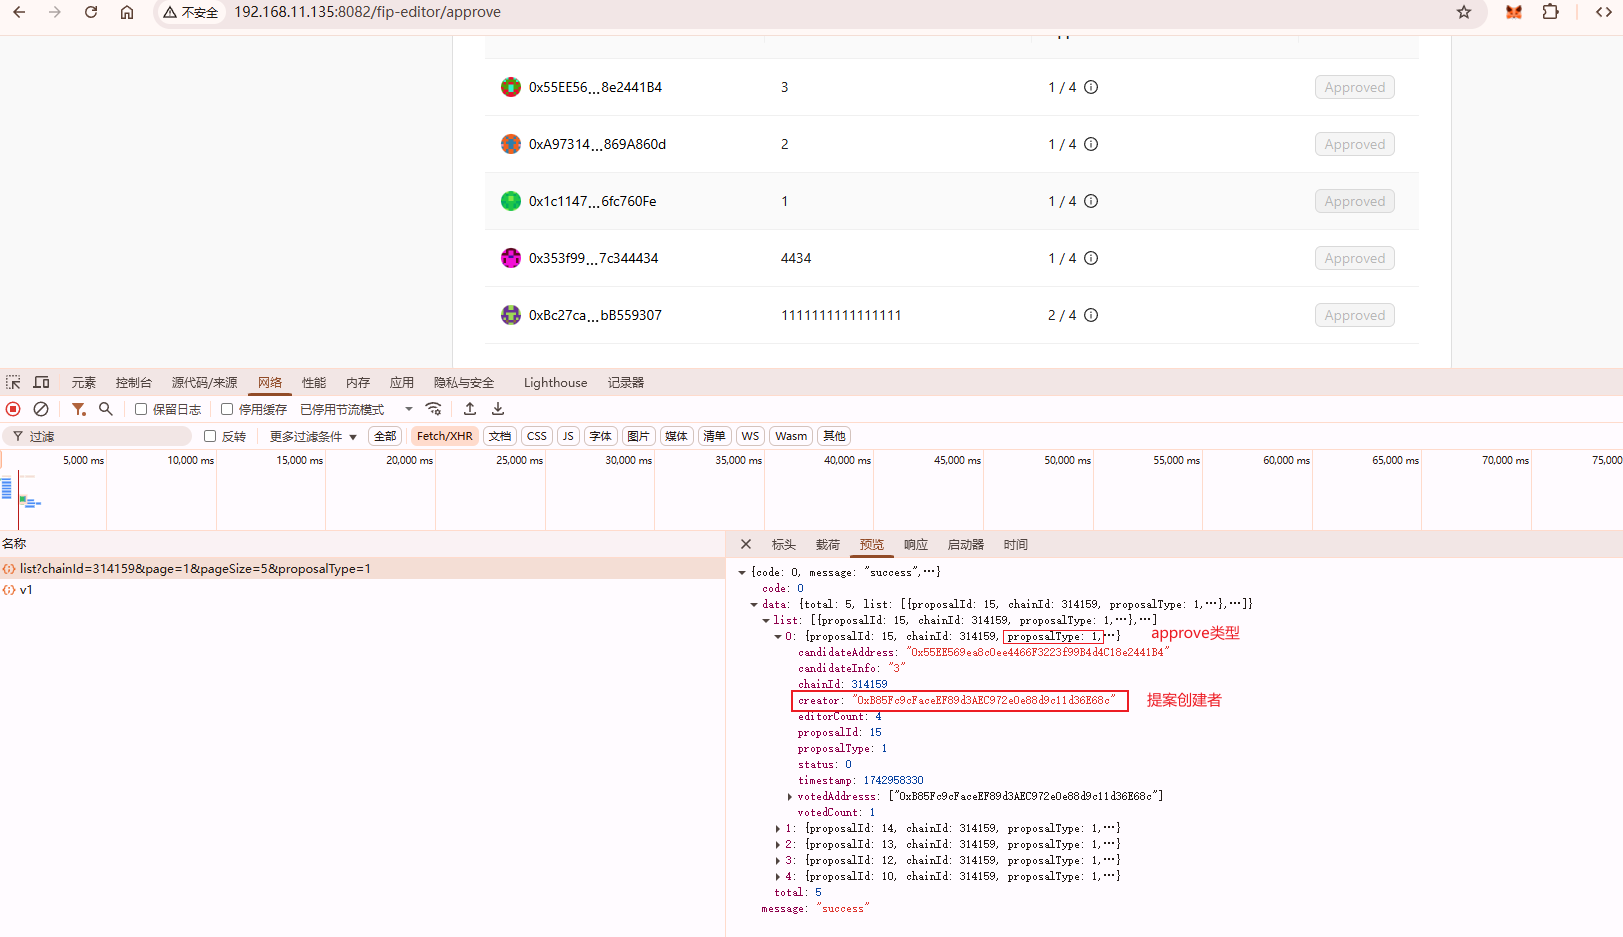 不安全 192.168.11.135:8082/fip-editor/approve
0x55EE56...8e2441B4 3 1 / 4 Approved
0xA97314...869A860d 2 1 / 4 Approved
0x1c1147...6fc760Fe 1 1 / 4 Approved
0x353f99...7c344434 4434 1 / 4 Approved
0xBc27ca...bB559307 11111111111111111 2 / 4 Approved
元素 控制台 源代码/来源 网络 性能 内存 应用 隐私与安全 Lighthouse 记录器
保留日志 停用缓存 已停用节流模式
过滤 反转 更多过滤条件 全部 Fetch/XHR 文档 CSS JS 字体 图片 媒体 清单 WS Wasm 其他
5,000 ms 10,000 ms 15,000 ms 20,000 ms 25,000 ms 30,000 ms 35,000 ms 40,000 ms 45,000 ms 50,000 ms 55,000 ms 60,000 ms 65,000 ms 70,000 ms 75,000
名称
list?chainId=314159&page=1&pageSize=5&proposalType=1
v1
标头 载荷 预览 响应 启动器 时间
{code: 0, message: "success",…}
code: 0
data: {total: 5, list: [{proposalId: 15, chainId: 314159, proposalType: 1,…},…]}
list: [{proposalId: 15, chainId: 314159, proposalType: 1,…},…]
0: {proposalId: 15, chainId: 314159, proposalType: 1,…} approve类型
candidateAddress: "0x55EE569ea8c0ee4466F3223f99B4d4C18e2441B4"
candidateInfo: "3"
chainId: 314159
creator: "0xB85Fc9cFaceEF89d3AEC972e0e88d9c11d36E68c" 提案创建者
editorCount: 4
proposalId: 15
proposalType: 1
status: 0
timestamp: 1742958330
votedAddresss: ["0xB85Fc9cFaceEF89d3AEC972e0e88d9c11d36E68c"]
votedCount: 1
1: {proposalId: 14, chainId: 314159, proposalType: 1,…}
2: {proposalId: 13, chainId: 314159, proposalType: 1,…}
3: {proposalId: 12, chainId: 314159, proposalType: 1,…}
4: {proposalId: 10, chainId: 314159, proposalType: 1,…}
total: 5
message: "success"